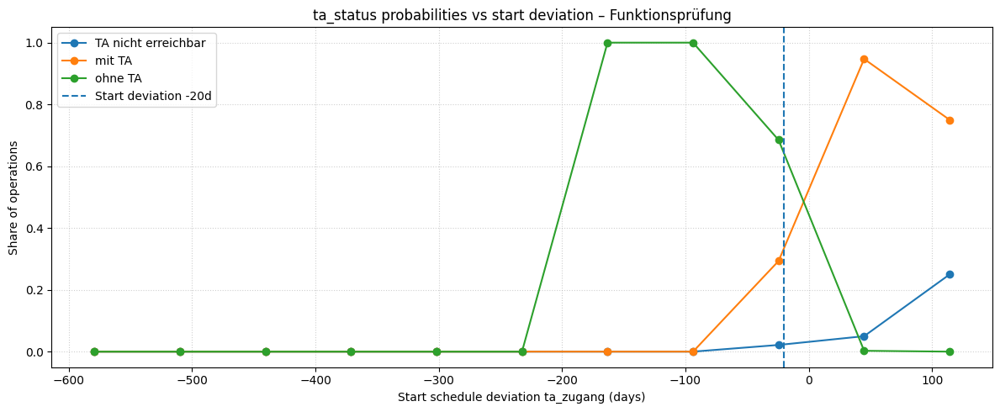 ta_status probabilities vs start deviation – Funktionsprüfung
TA nicht erreichbar
mit TA
ohne TA
Start deviation -20d
1.0
0.8
0.6
0.4
0.2
0.0
Share of operations
−600
−500
−400
−300
−200
−100
0
100
Start schedule deviation ta_zugang (days)